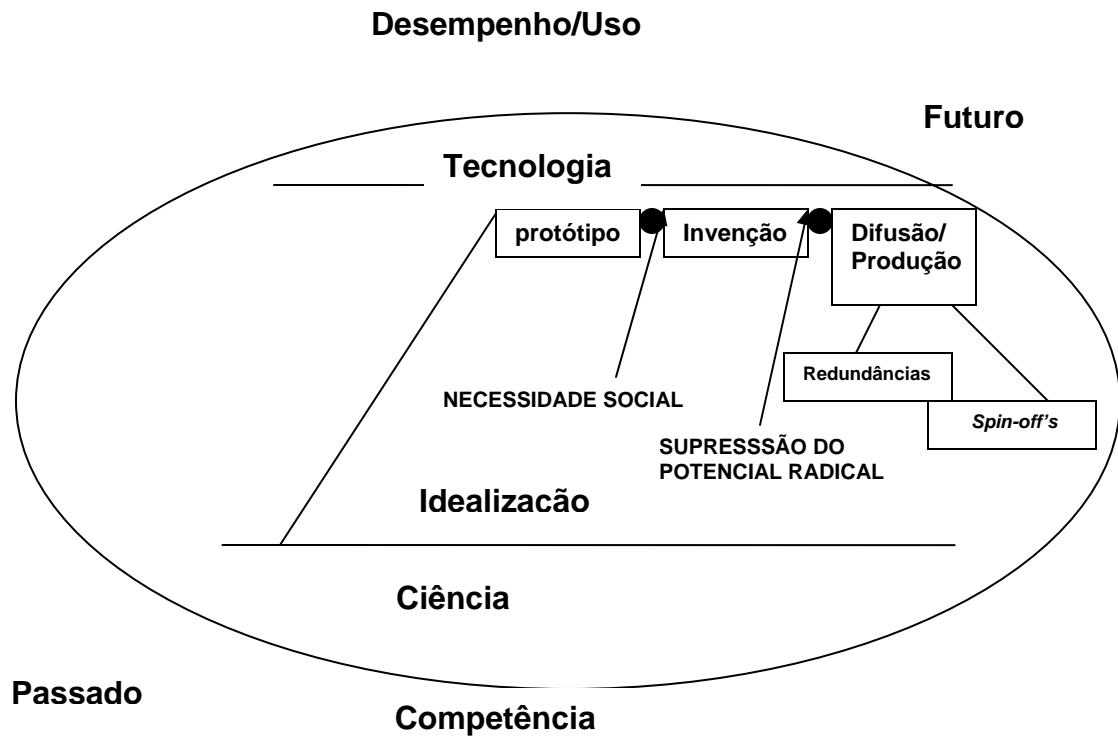 Desempenho/Uso
Futuro
Tecnologia
protótipo
Invenção
Difusão/
Produção
Redundâncias
Spin-off's
NECESSIDADE SOCIAL
SUPRESSSÃO DO
POTENCIAL RADICAL
Idealizacão
Ciência
Passado
Competência